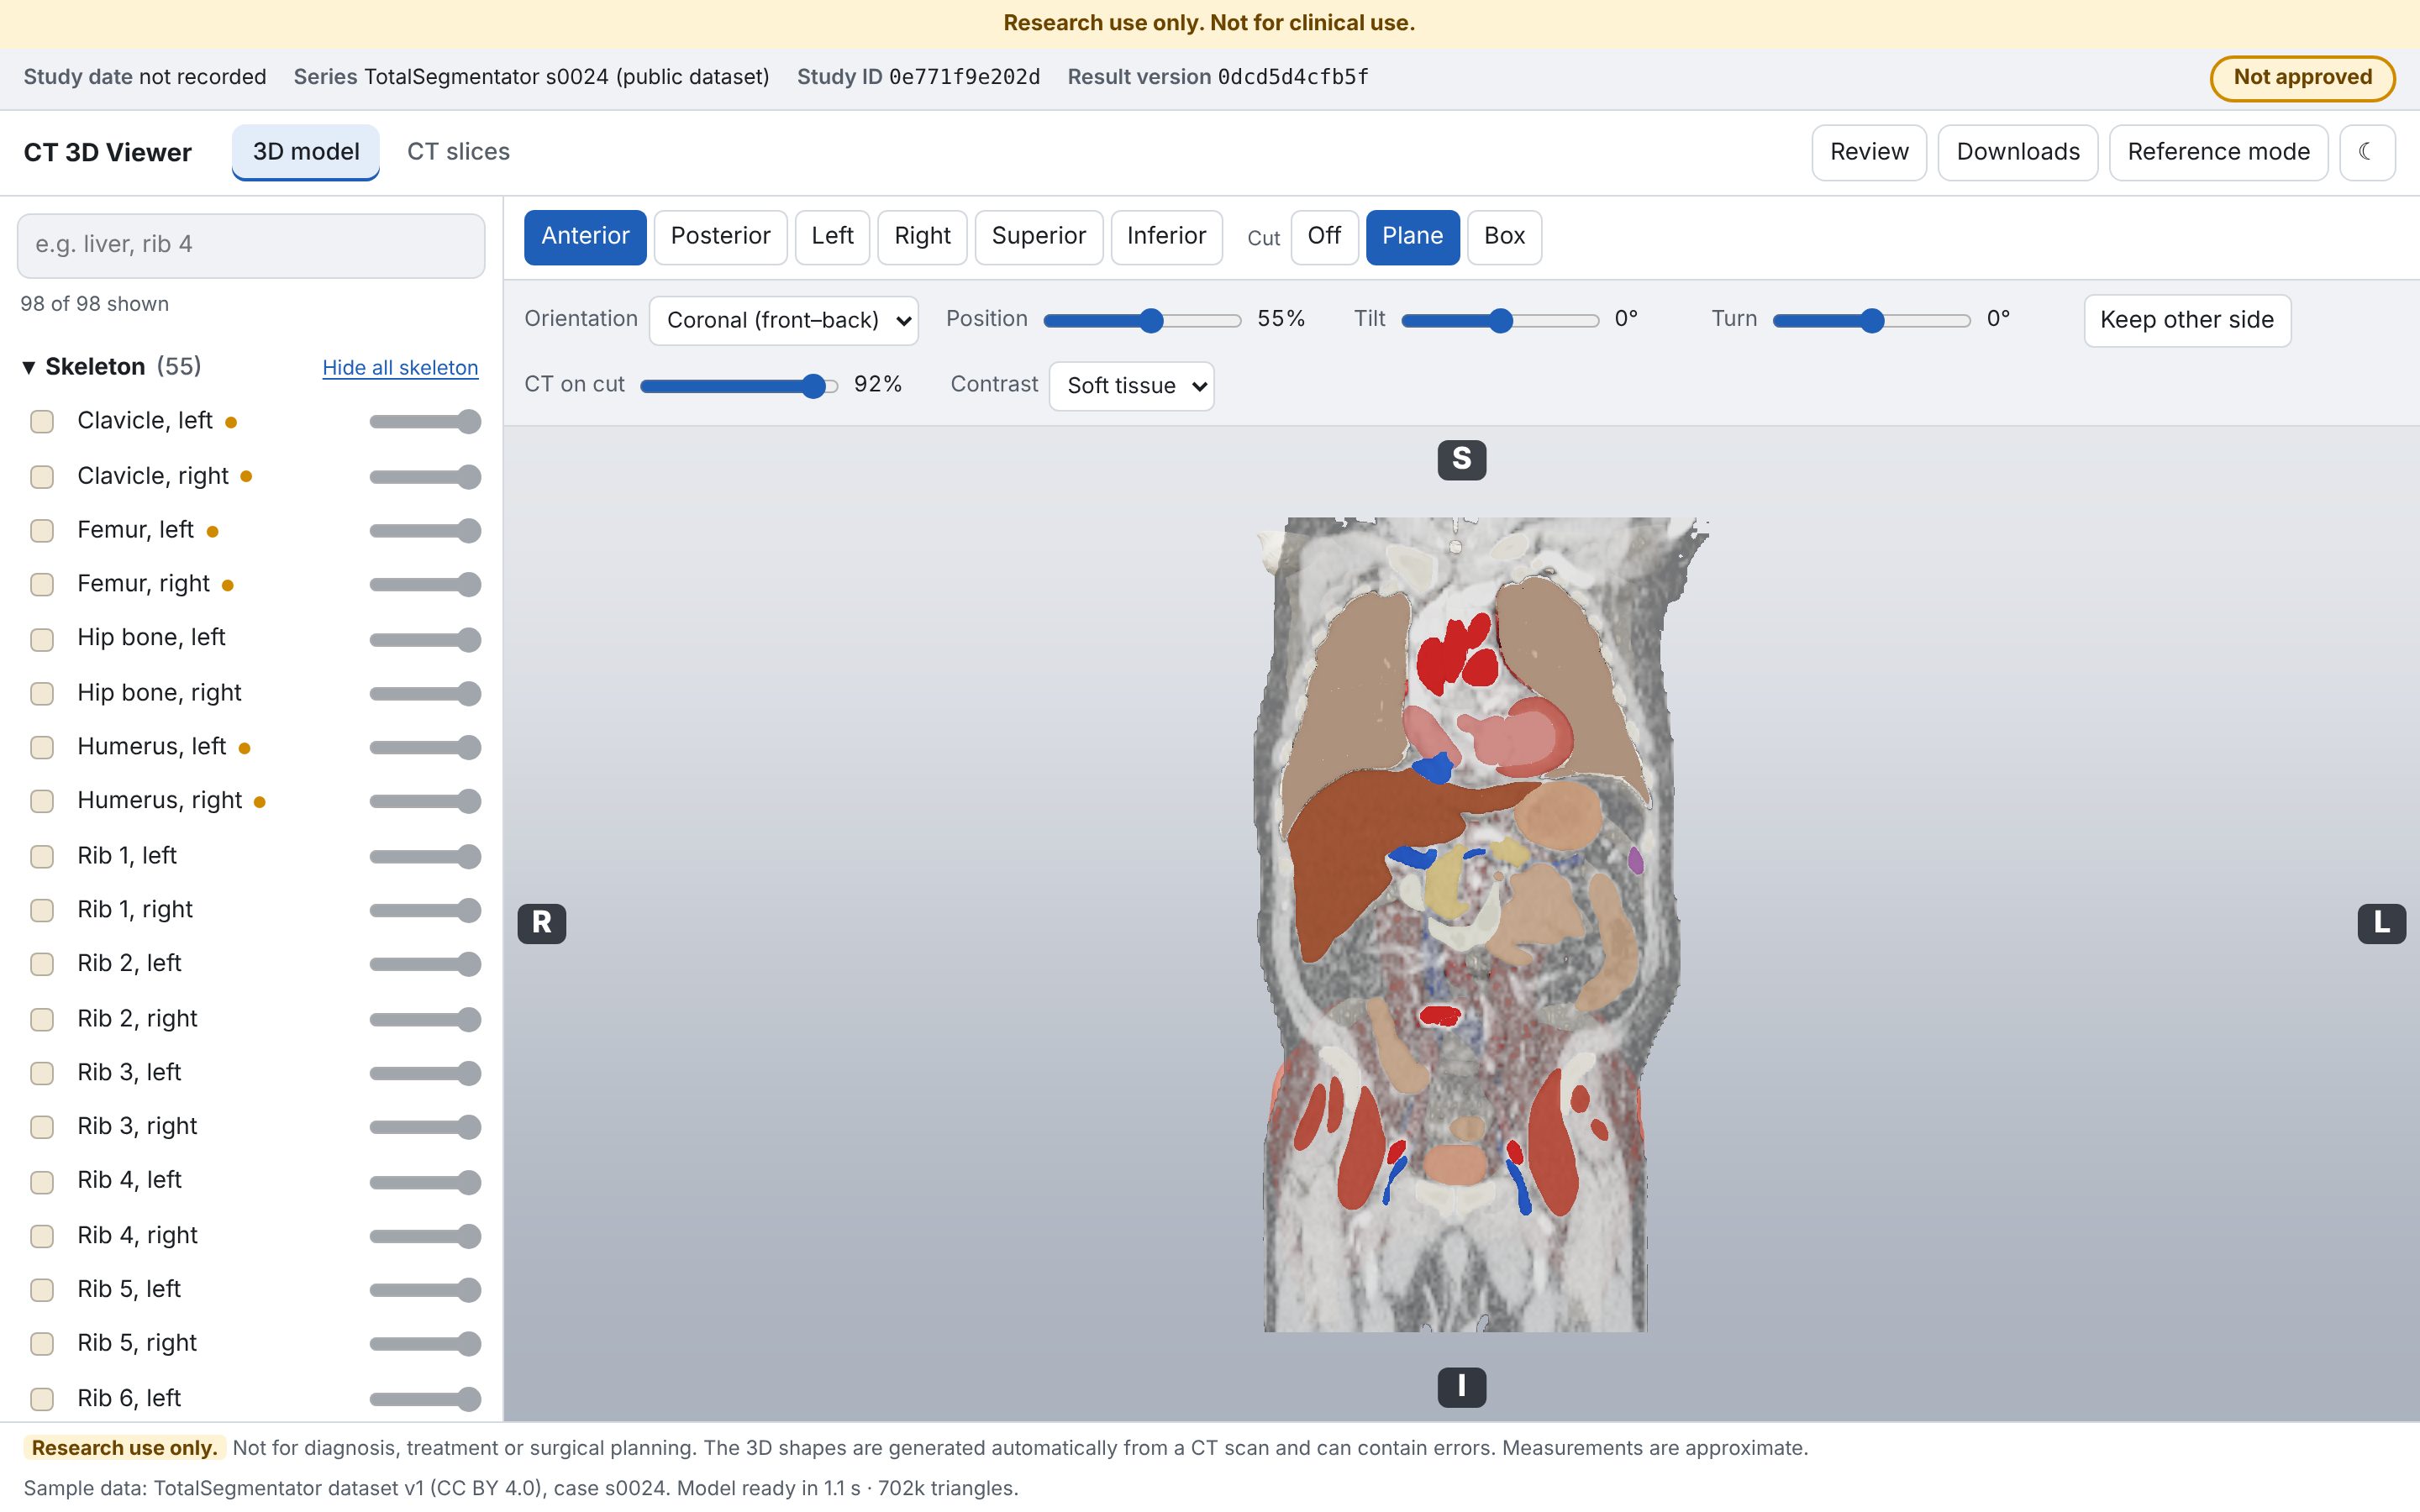 Research use only. Not for clinical use.
Study date not recorded Series TotalSegmentator s0024 (public dataset) Study ID 0e771f9e202d Result version 0dcd5d4cfb5f Not approved
CT 3D Viewer 3D model CT slices Review Downloads Reference mode
e.g. liver, rib 4
98 of 98 shown
Skeleton (55) Hide all skeleton
Clavicle, left
Clavicle, right
Femur, left
Femur, right
Hip bone, left
Hip bone, right
Humerus, left
Humerus, right
Rib 1, left
Rib 1, right
Rib 2, left
Rib 2, right
Rib 3, left
Rib 3, right
Rib 4, left
Rib 4, right
Rib 5, left
Rib 5, right
Rib 6, left
Anterior Posterior Left Right Superior Inferior Cut Off Plane Box
Orientation Coronal (front–back) Position 55% Tilt 0° Turn 0° Keep other side
CT on cut 92% Contrast Soft tissue
S
R
L
I
Research use only. Not for diagnosis, treatment or surgical planning. The 3D shapes are generated automatically from a CT scan and can contain errors. Measurements are approximate.
Sample data: TotalSegmentator dataset v1 (CC BY 4.0), case s0024. Model ready in 1.1 s · 702k triangles.